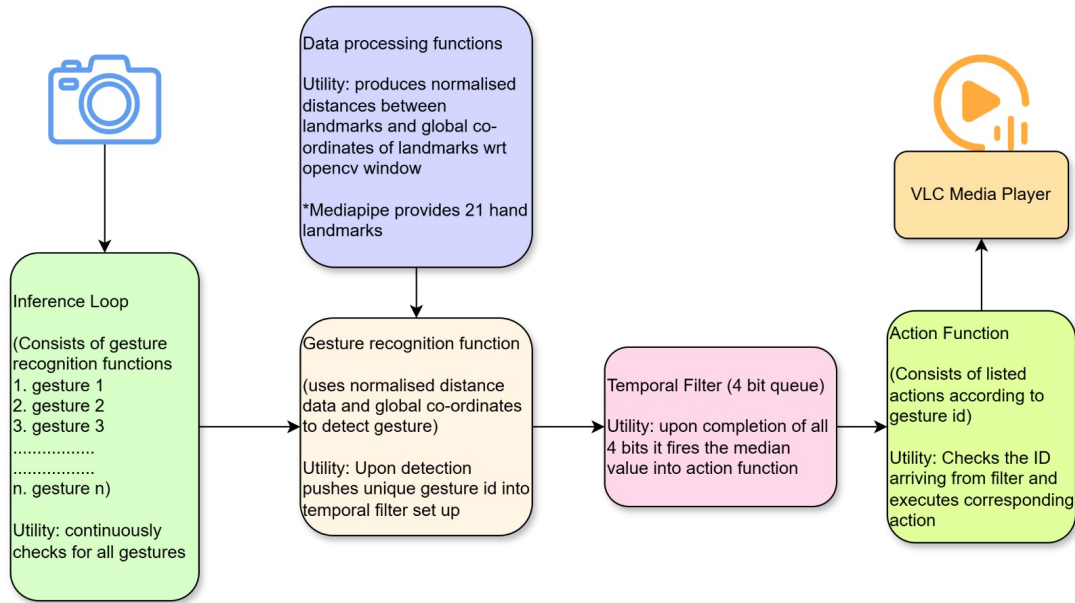 Data processing functions
Utility: produces normalised
distances between
landmarks and global co-
ordinates of landmarks wrt
opencv window
*Mediapipe provides 21 hand
landmarks
VLC Media Player
Inference Loop
(Consists of gesture
recognition functions
1. gesture 1
2. gesture 2
3. gesture 3
.................
.................
n. gesture n)
Utility: continuously
checks for all gestures
Gesture recognition function
(uses normalised distance
data and global co-ordinates
to detect gesture)
Utility: Upon detection
pushes unique gesture id into
temporal filter set up
Temporal Filter (4 bit queue)
Utility: upon completion of all
4 bits it fires the median
value into action function
Action Function
(Consists of listed
actions according to
gesture id)
Utility: Checks the ID
arriving from filter and
executes corresponding
action